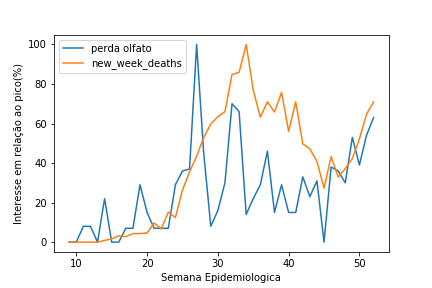 perda olfato
new_week_deaths
Interesse em relação ao pico(%)
100
80
60
40
20
0
10
20
30
40
50
Semana Epidemiologica